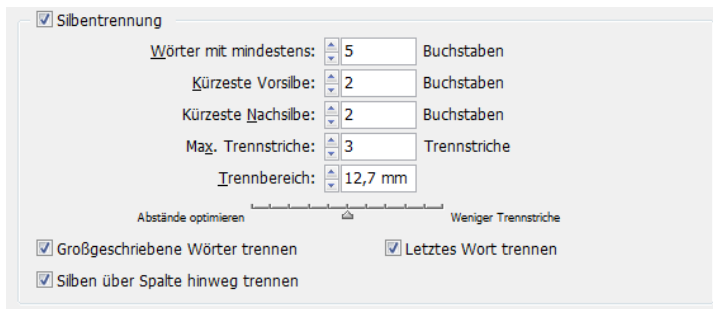 Silbentrennung
Wörter mit mindestens: 5 Buchstaben
Kürzeste Vorsilbe: 2 Buchstaben
Kürzeste Nachsilbe: 2 Buchstaben
Max. Trennstriche: 3 Trennstriche
Trennbereich: 12,7 mm
Abstände optimieren Weniger Trennstriche
Großgeschriebene Wörter trennen Letztes Wort trennen
Silben über Spalte hinweg trennen